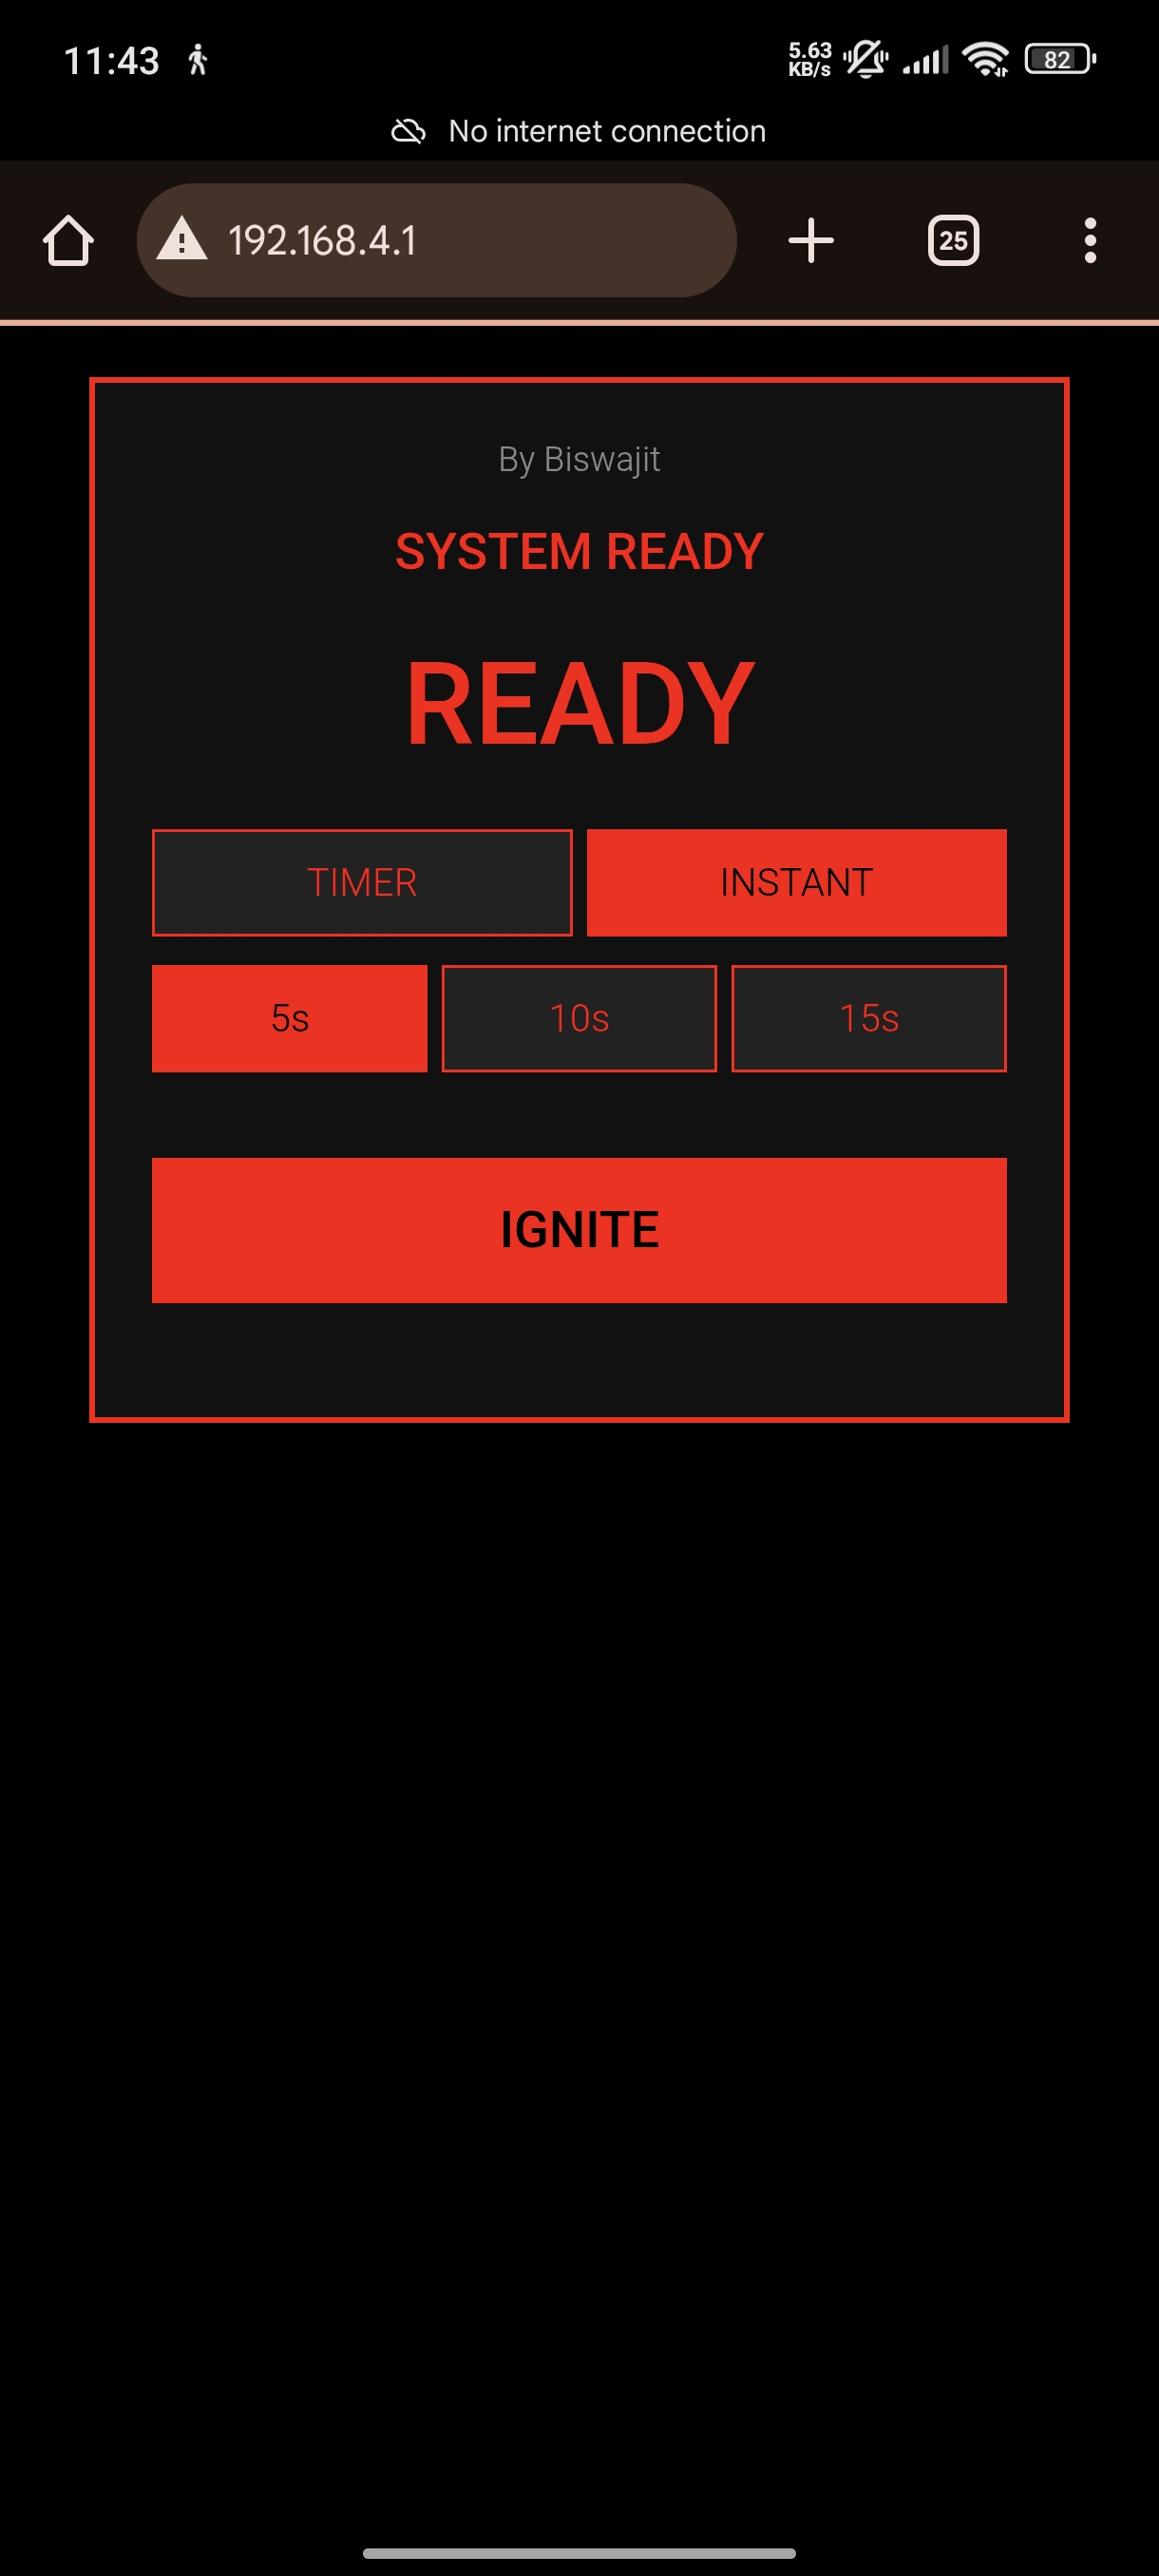 11:43
5.63
KB/s
82
No internet connection
192.168.4.1
25
By Biswajit
SYSTEM READY
READY
TIMER INSTANT
5s 10s 15s
IGNITE